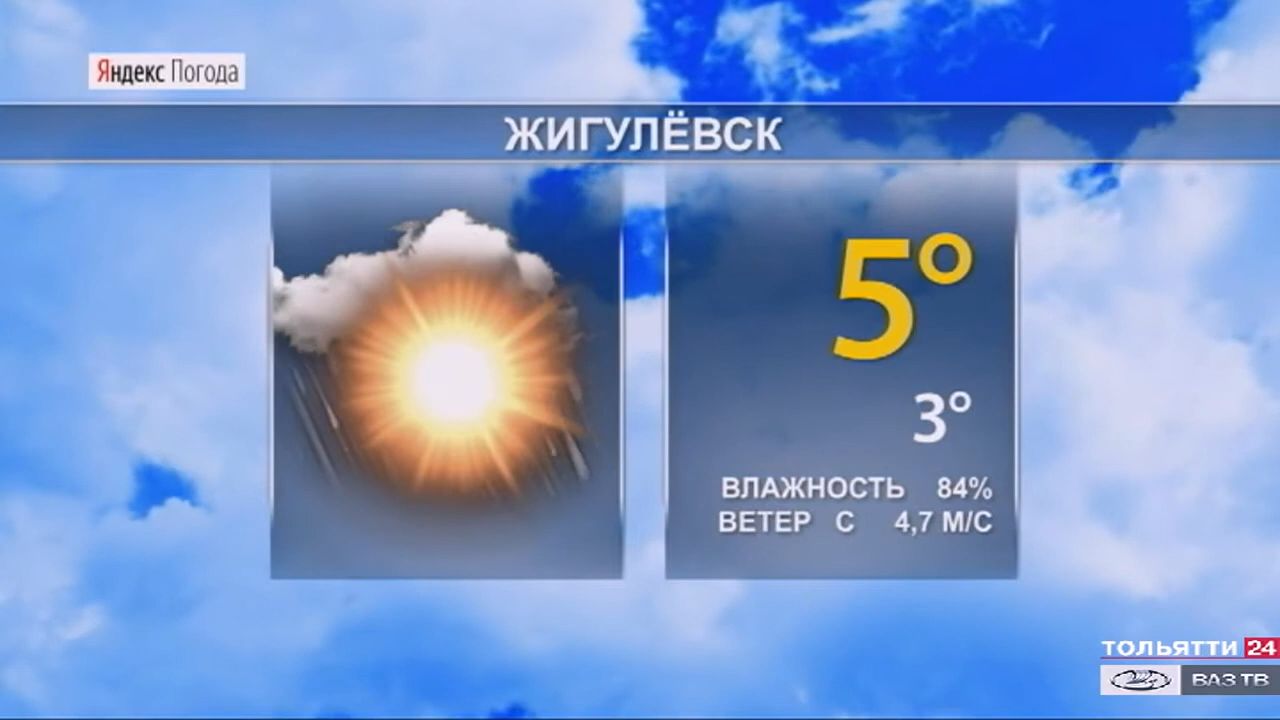 Яндекс Погода
ЖИГУЛЁВСК
5°
3°
ВЛАЖНОСТЬ 84%
ВЕТЕР С 4,7 М/С
ТОЛЬЯТТИ 24
ВАЗ ТВ